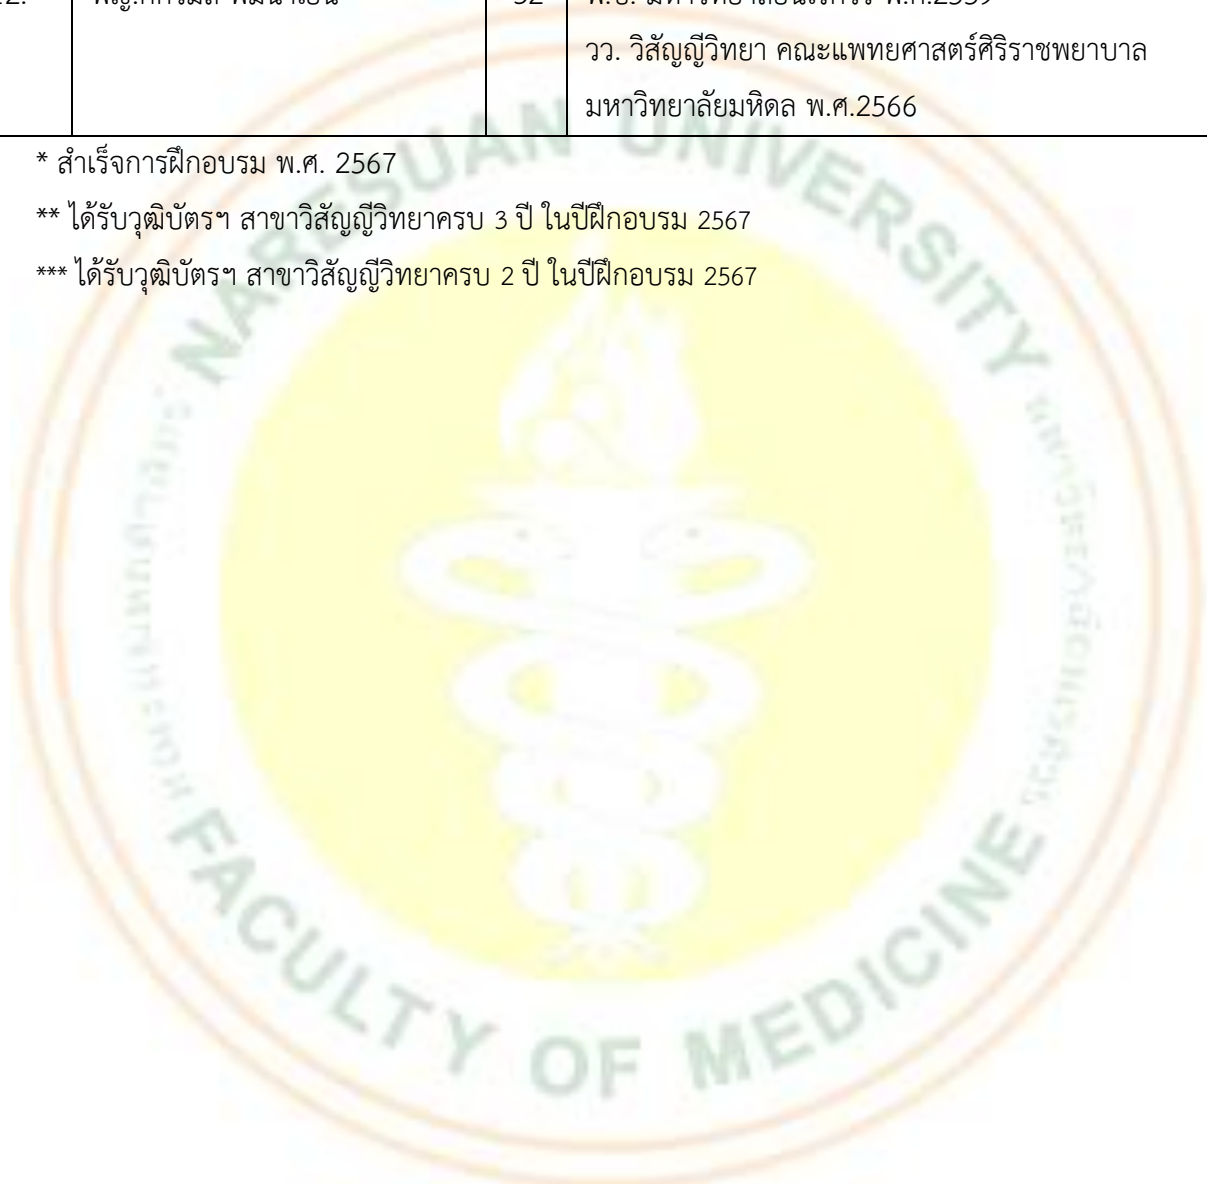 วว. วิสัญญีวิทยา คณะแพทยศาสตร์ศิริราชพยาบาล
มหาวิทยาลัยมหิดล พ.ศ.2566
* สำเร็จการฝึกอบรม พ.ศ. 2567
** ได้รับวุฒิบัตรฯ สาขาวิสัญญีวิทยาครบ 3 ปี ในปีฝึกอบรม 2567
*** ได้รับวุฒิบัตรฯ สาขาวิสัญญีวิทยาครบ 2 ปี ในปีฝึกอบรม 2567
NARESUAN UNIVERSITY
FACULTY OF MEDICINE